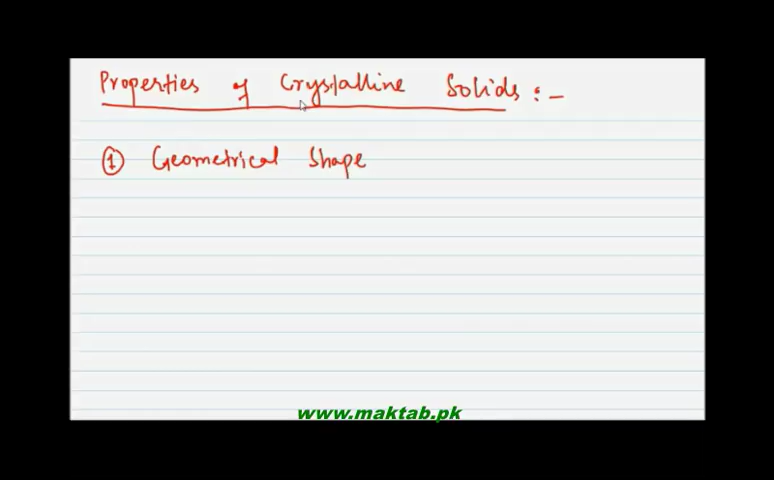 Properties of Crystalline Solids :-
① Geometrical Shape
www.maktab.pk